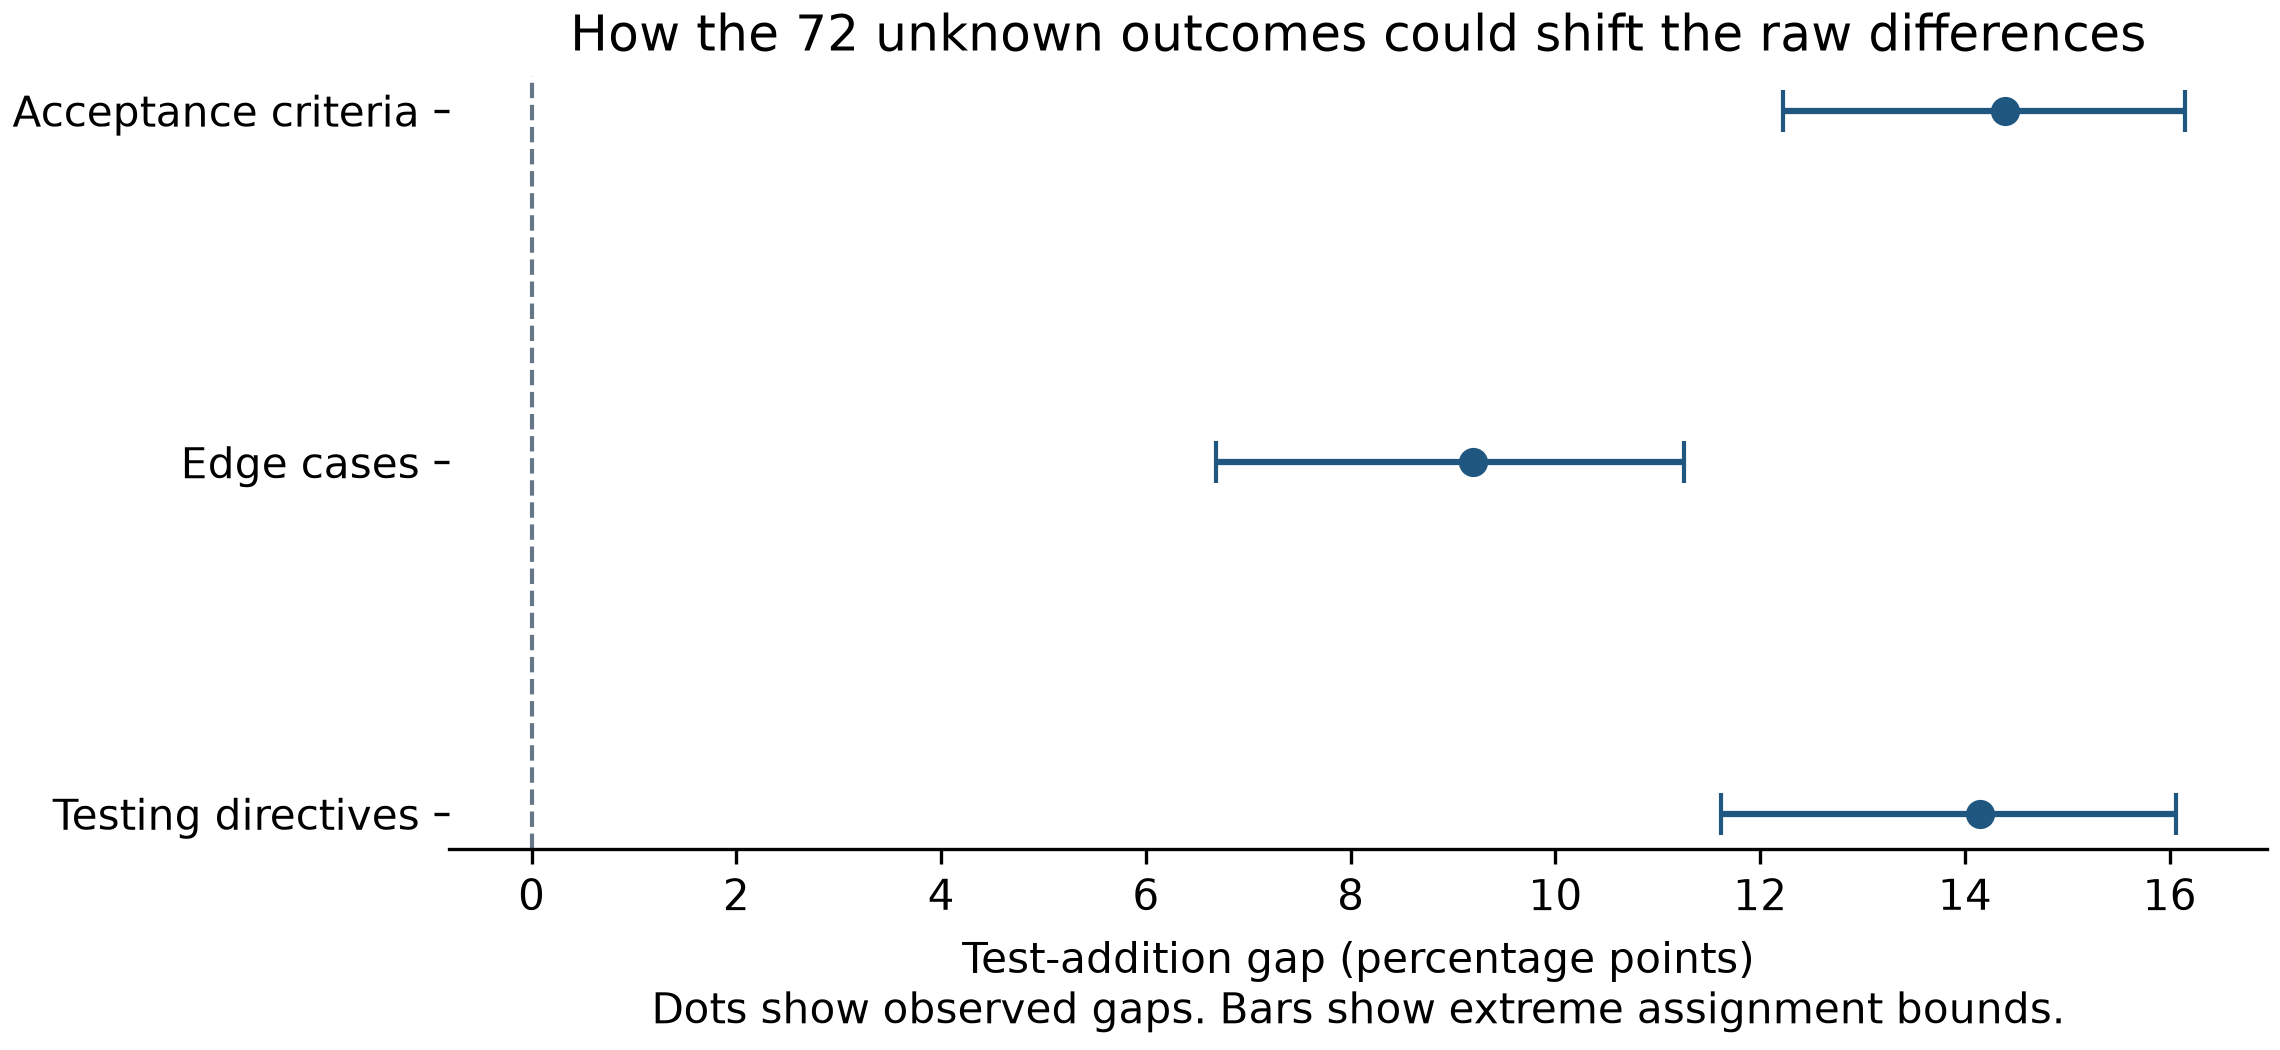 How the 72 unknown outcomes could shift the raw differences
Acceptance criteria
Edge cases
Testing directives
0 2 4 6 8 10 12 14 16
Test-addition gap (percentage points)
Dots show observed gaps. Bars show extreme assignment bounds.